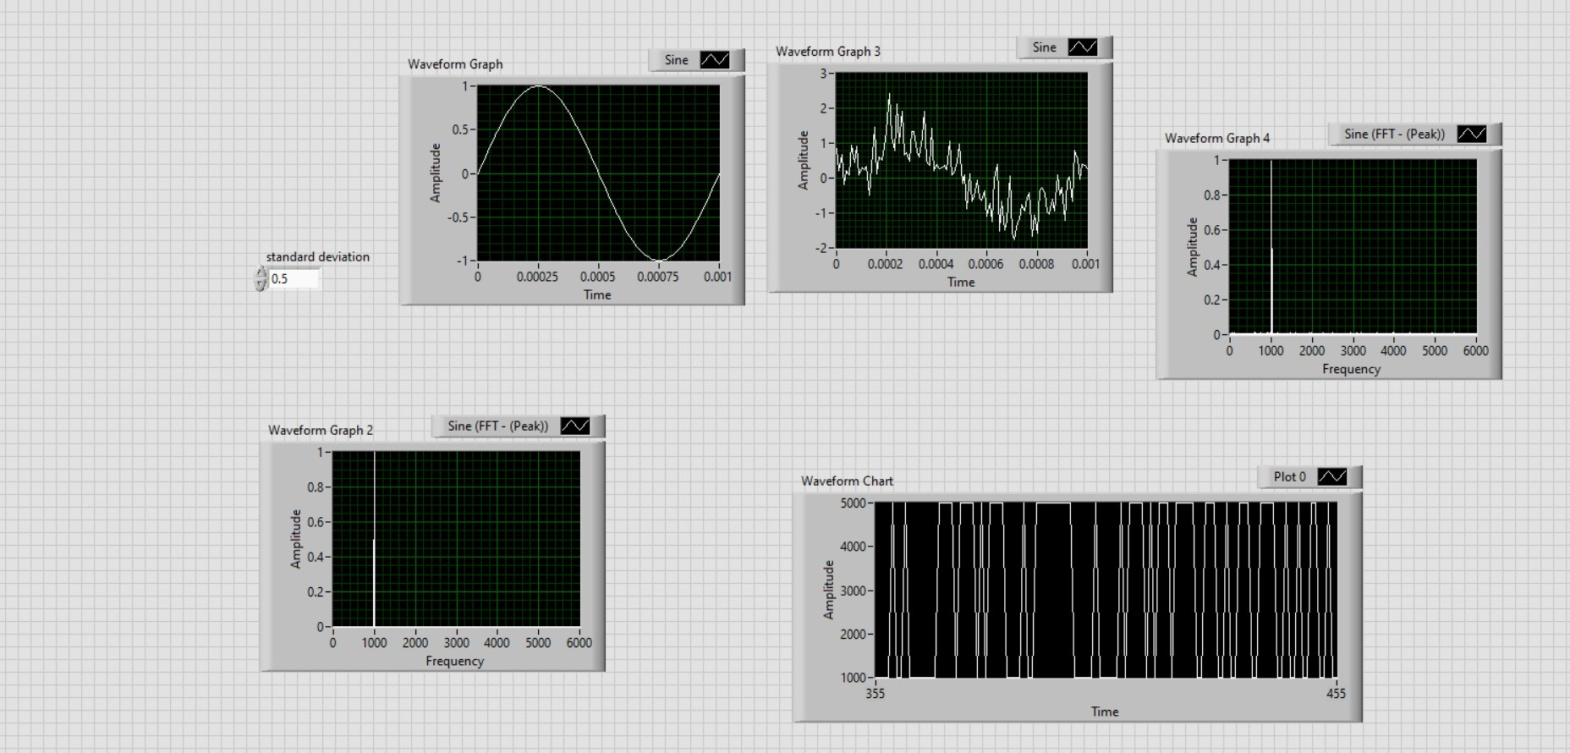 Waveform Graph
Sine
Amplitude
1
0.5
0
-0.5
-1
0 0.00025 0.0005 0.00075 0.001
Time
Waveform Graph 3
Sine
Amplitude
3
2
1
0
-1
-2
0 0.0002 0.0004 0.0006 0.0008 0.001
Time
Waveform Graph 4
Sine (FFT - (Peak))
Amplitude
1
0.8
0.6
0.4
0.2
0
0 1000 2000 3000 4000 5000 6000
Frequency
standard deviation
0.5
Waveform Graph 2
Sine (FFT - (Peak))
Amplitude
1
0.8
0.6
0.4
0.2
0
0 1000 2000 3000 4000 5000 6000
Frequency
Waveform Chart
Plot 0
Amplitude
5000
4000
3000
2000
1000
355 455
Time